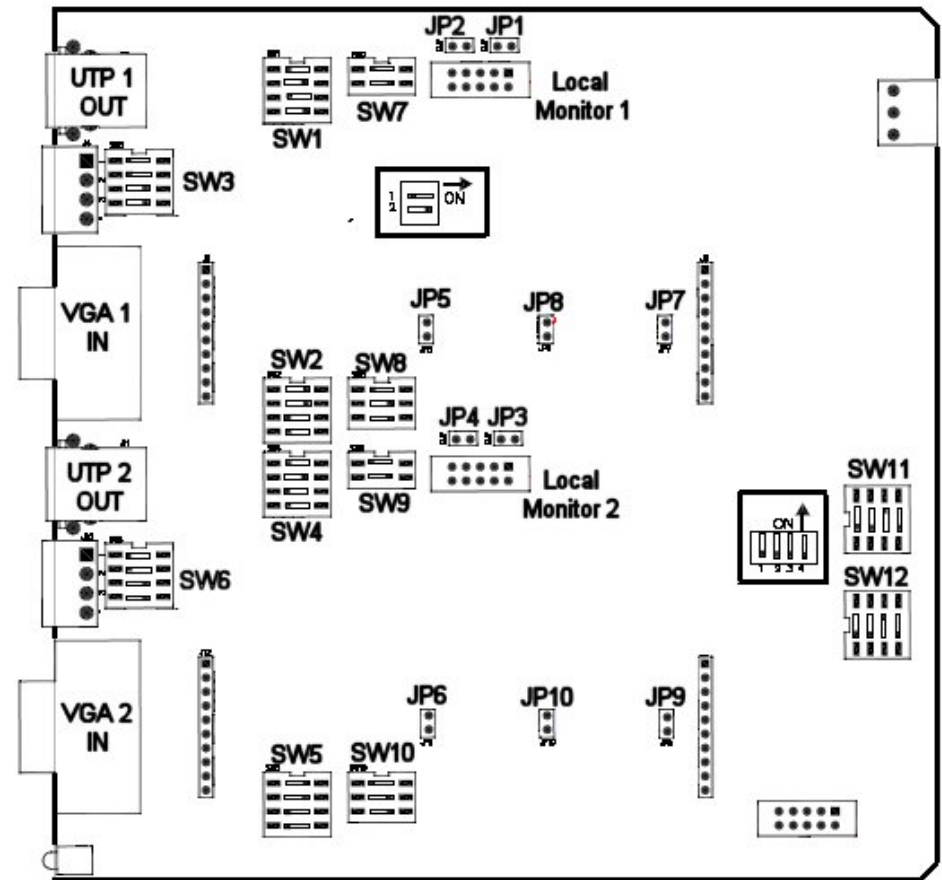 JP2 JP1
UTP 1
OUT
Local
Monitor 1
SW1
SW7
SW3
1
2
ON
VGA 1
IN
JP5
JP8
JP7
SW2
SW8
JP4 JP3
UTP 2
OUT
Local
Monitor 2
SW9
SW4
SW11
ON
1 2 3 4
SW6
SW12
VGA 2
IN
JP6
JP10
JP9
SW5
SW10